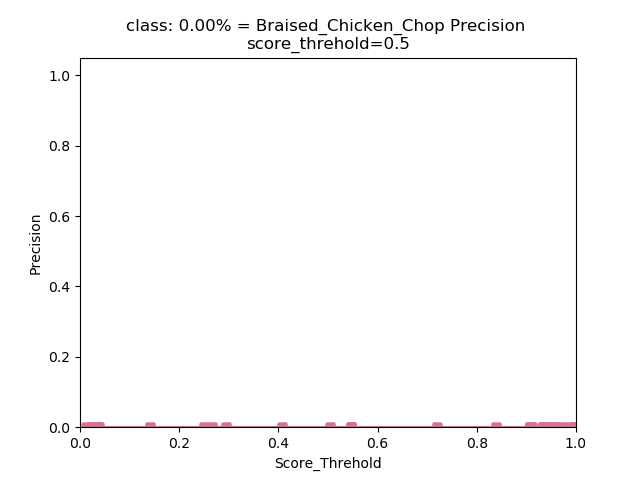 class: 0.00% = Braised_Chicken_Chop Precision
score_threhold=0.5
1.0
0.8
0.6
0.4
0.2
0.0
Precision
0.0 0.2 0.4 0.6 0.8 1.0
Score_Threhold